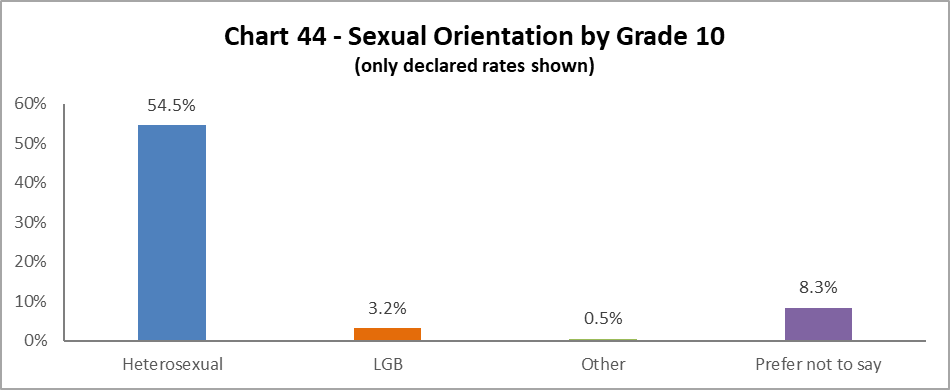 Chart 44 - Sexual Orientation by Grade 10
(only declared rates shown)
60%
50%
40%
30%
20%
10%
0%
54.5%
3.2%
0.5%
8.3%
Heterosexual
LGB
Other
Prefer not to say